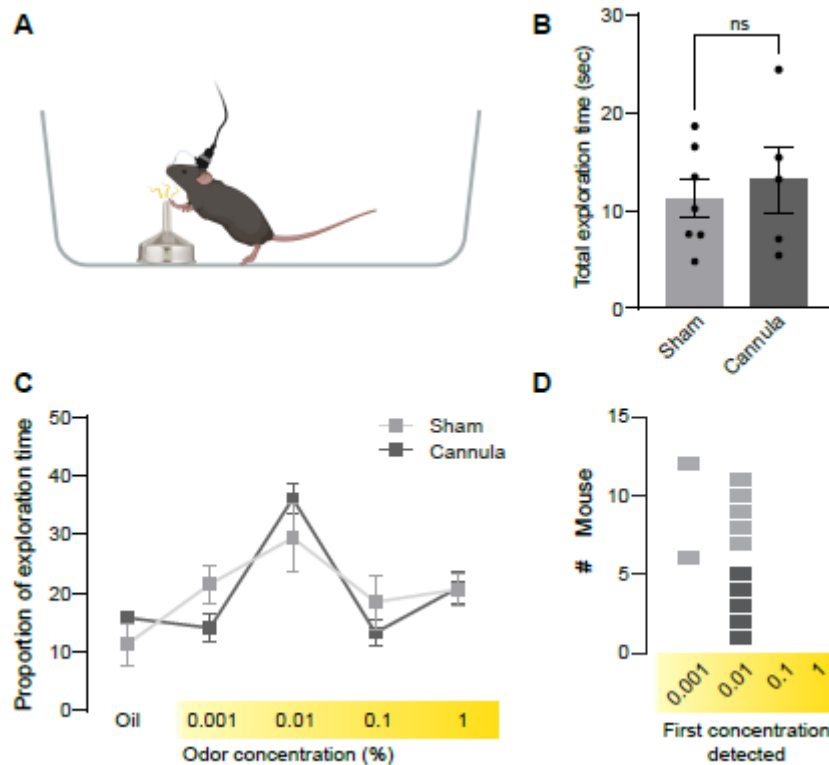 A
B
ns
Total exploration time (sec)
30
20
10
0
Sham
Cannula
C
Proportion of exploration time
50
40
30
20
10
0
Sham
Cannula
Oil
0.001
0.01
0.1
1
Odor concentration (%)
D
# Mouse
15
10
5
0
0.001
0.01
0.1
1
First concentration
detected